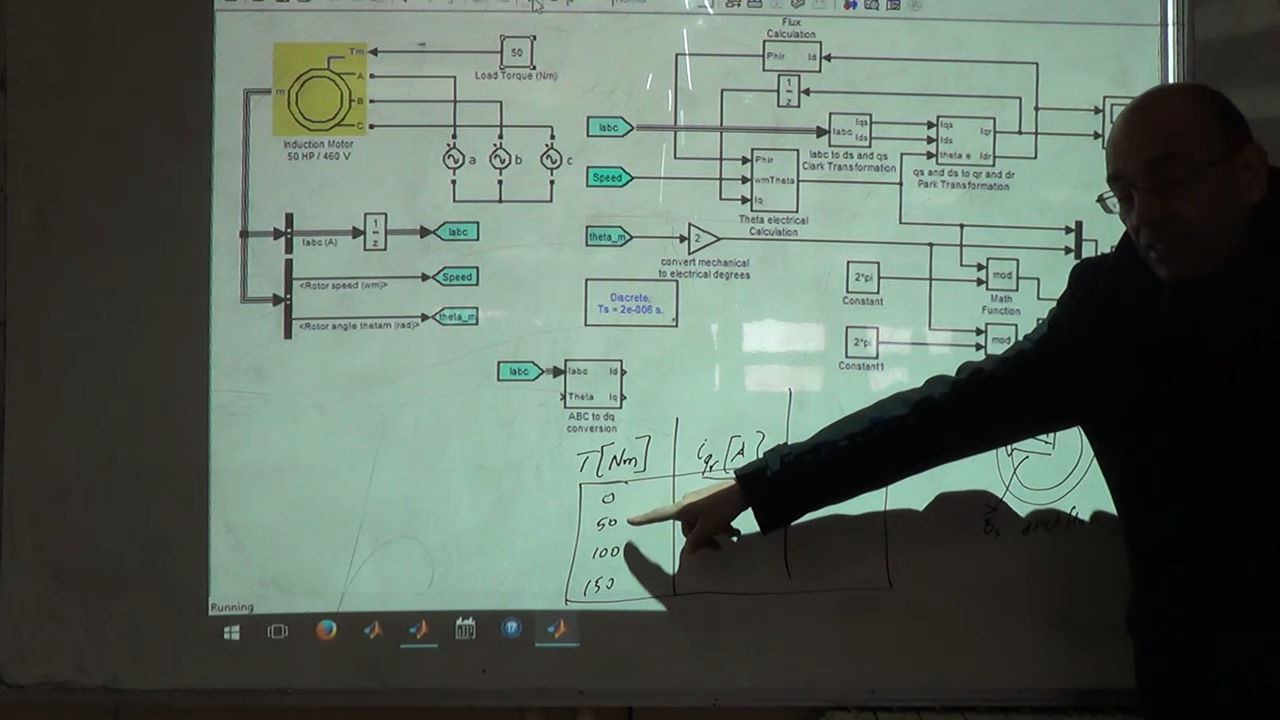 Flux
Calculation
Tm
50
Phir Id
Load Torque (Nm)
A
m
B
C
1
z
Induction Motor
50 HP / 460 V
a b c
Iabc
Iabc Iqs Ids
Iqs Ids theta e Iqr Idr
Iabc to ds and qs
Clark Transformation
qs and ds to qr and dr
Park Transformation
Speed
Phir
wmTheta
Iq
Theta electrical
Calculation
Iabc (A)
1
z
Iabc
theta_m
2
convert mechanical
to electrical degrees
<Rotor speed (wm)>
Speed
<Rotor angle thetam (rad)>
theta_m
Discrete,
Ts = 2e-006 s.
2*pi
Constant
mod
Math
Function
2*pi
Constant1
mod
Iabc
Iabc Id
Theta Iq
ABC to dq
conversion
T[Nm] iqr[A]
0
50
100
150
Bs
Running
17